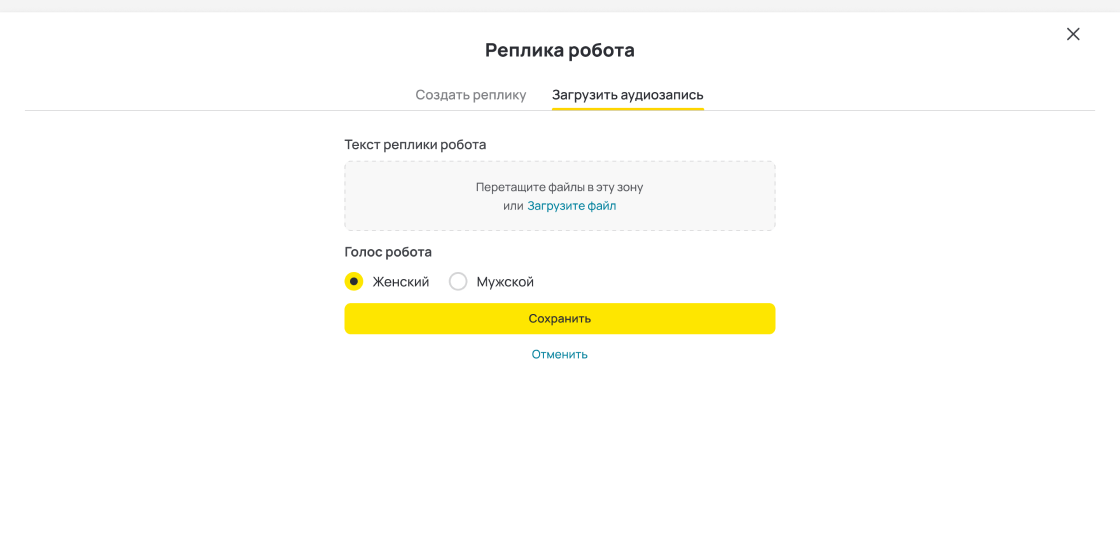 Реплика робота
Создать реплику Загрузить аудиозапись
Текст реплики робота
Перетащите файлы в эту зону
или Загрузите файл
Голос робота
Женский Мужской
Сохранить
Отменить